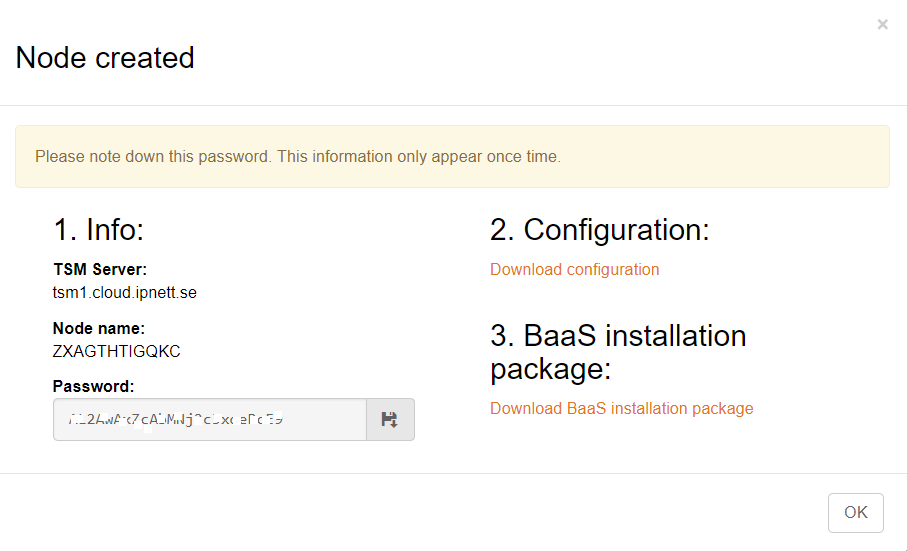 ×
Node created
Please note down this password. This information only appear once time.
1. Info:
TSM Server:
tsm1.cloud.ipnett.se
Node name:
ZXAGTHTIGQKC
Password:
2. Configuration:
Download configuration
3. BaaS installation
package:
Download BaaS installation package
OK